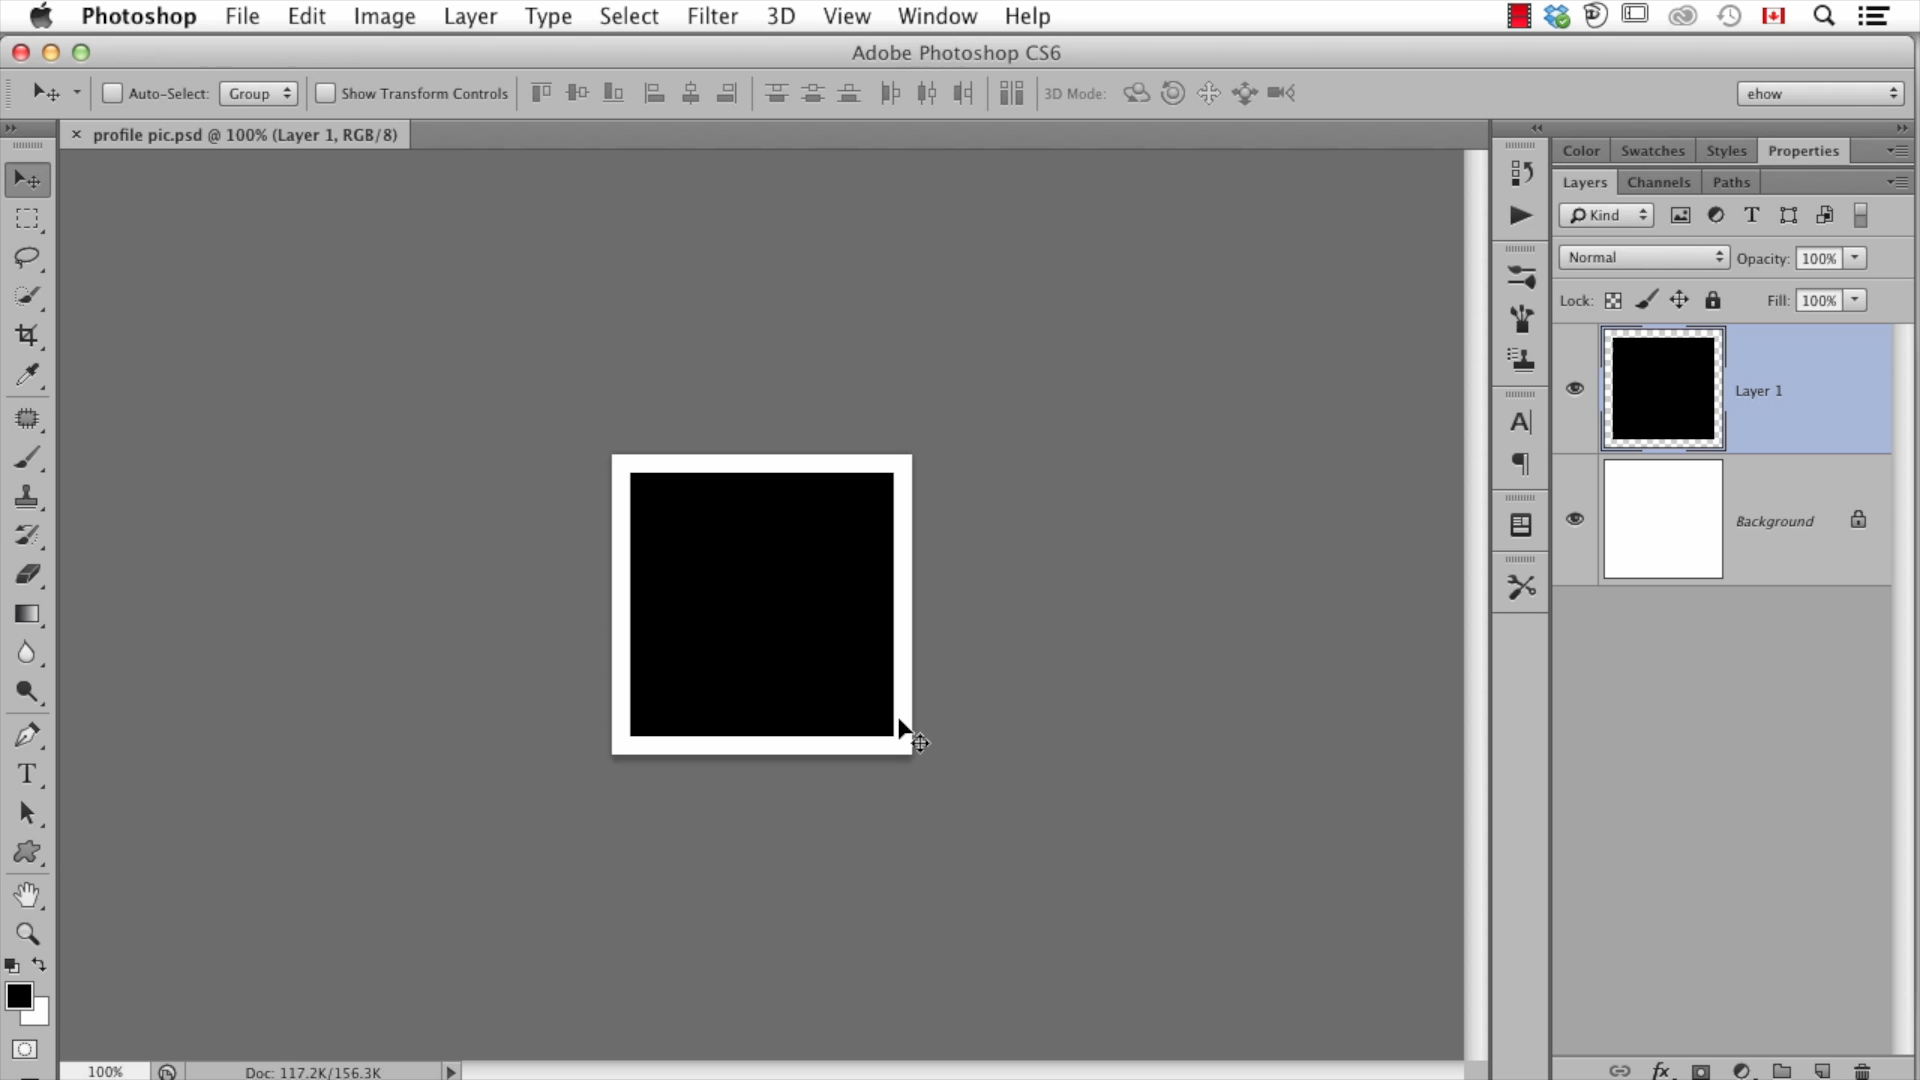 Photoshop File Edit Image Layer Type Select Filter 3D View Window Help
Adobe Photoshop CS6
Auto-Select: Group Show Transform Controls 3D Mode: ehow
× profile pic.psd @ 100% (Layer 1, RGB/8)
Color Swatches Styles Properties
Layers Channels Paths
Kind
Normal Opacity: 100%
Lock: Fill: 100%
Layer 1
Background
100% Doc: 117.2K/156.3K